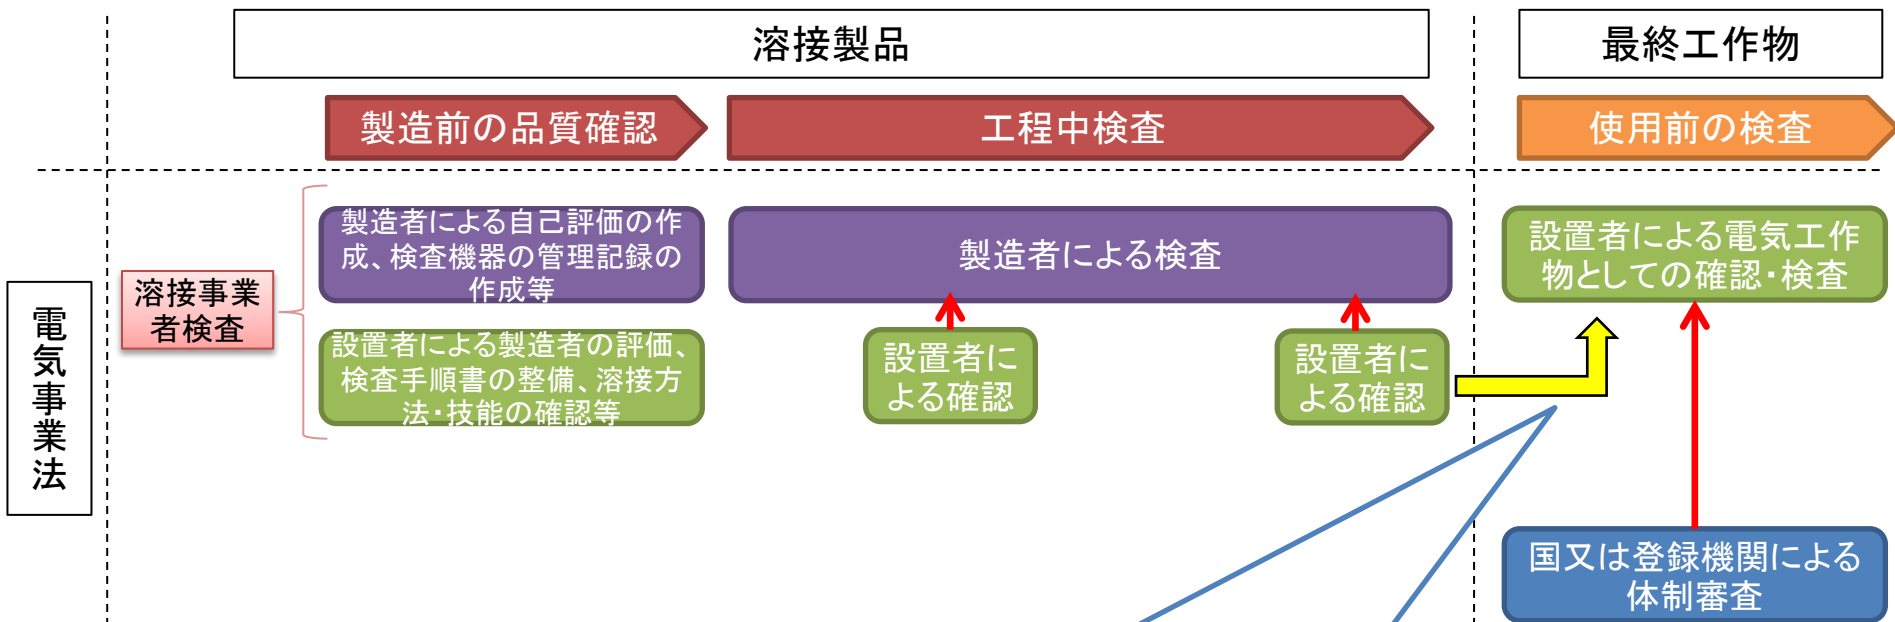 溶接製品
最終工作物
製造前の品質確認
工程中検査
使用前の検査
電気事業法
溶接事業
者検査
製造者による自己評価の作
成、検査機器の管理記録の
作成等
製造者による検査
設置者による電気工作
物としての確認・検査
設置者による製造者の評価、
検査手順書の整備、溶接方
法・技能の確認等
設置者に
よる確認
設置者に
よる確認
国又は登録機関による
体制審査